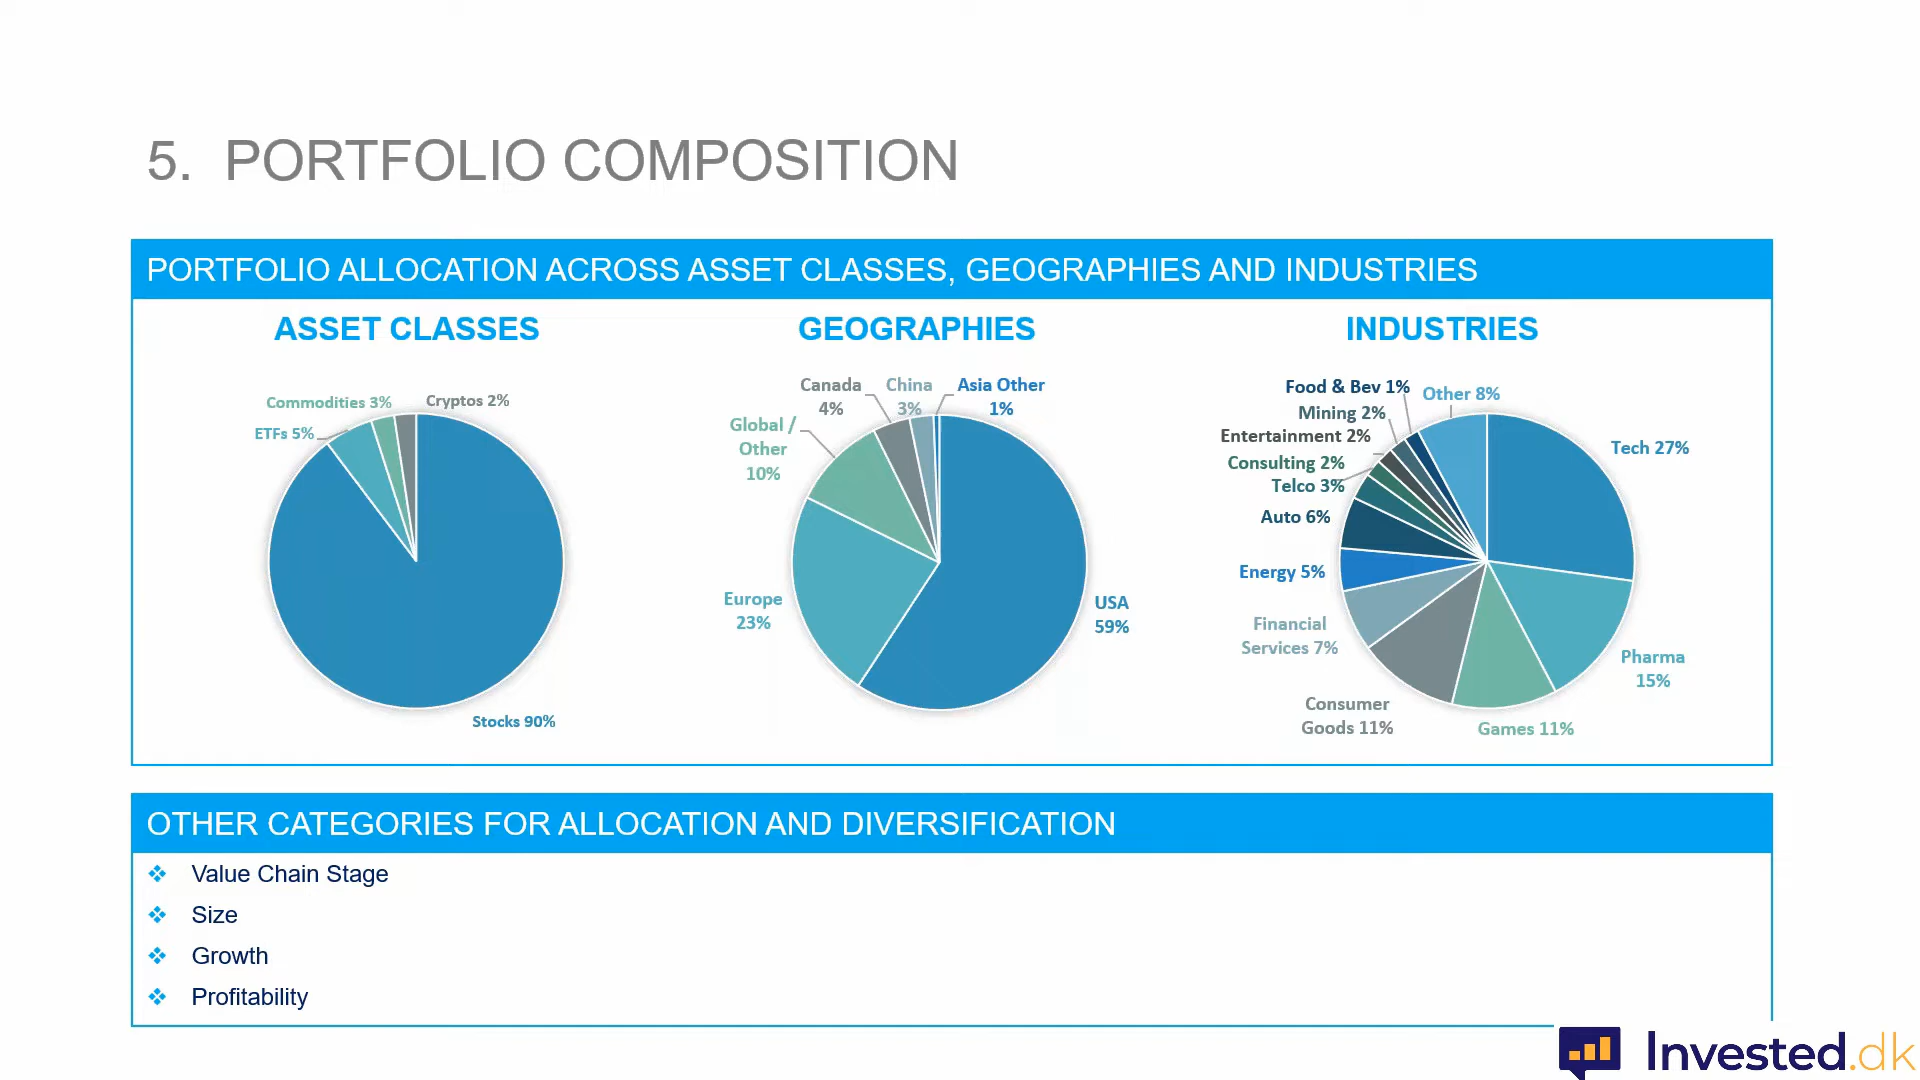 5. PORTFOLIO COMPOSITION
PORTFOLIO ALLOCATION ACROSS ASSET CLASSES, GEOGRAPHIES AND INDUSTRIES
ASSET CLASSES
Commodities 3%
Cryptos 2%
ETFs 5%
Stocks 90%
GEOGRAPHIES
Canada
4%
China
3%
Asia Other
1%
Global /
Other
10%
Europe
23%
USA
59%
INDUSTRIES
Food & Bev 1%
Other 8%
Mining 2%
Entertainment 2%
Consulting 2%
Telco 3%
Auto 6%
Energy 5%
Financial
Services 7%
Consumer
Goods 11%
Games 11%
Pharma
15%
Tech 27%
OTHER CATEGORIES FOR ALLOCATION AND DIVERSIFICATION
❖ Value Chain Stage
❖ Size
❖ Growth
❖ Profitability
Invested.dk